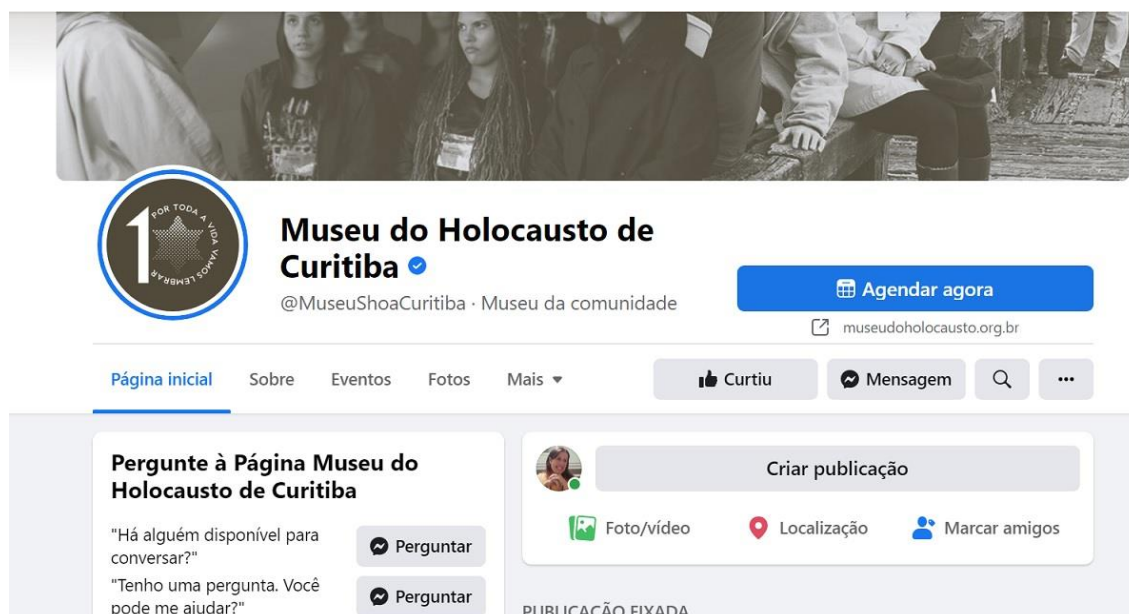 POR TODA A VIDA VAMOS LEMBRAR
1
Museu do Holocausto de
Curitiba
@MuseuShoaCuritiba · Museu da comunidade
Agendar agora
museudoholocausto.org.br
Página inicial Sobre Eventos Fotos Mais
Curtiu Mensagem
Pergunte à Página Museu do
Holocausto de Curitiba
"Há alguém disponível para
conversar?"
Perguntar
"Tenho uma pergunta. Você
pode me ajudar?"
Perguntar
Criar publicação
Foto/vídeo Localização Marcar amigos
PUBLICAÇÃO FIXADA